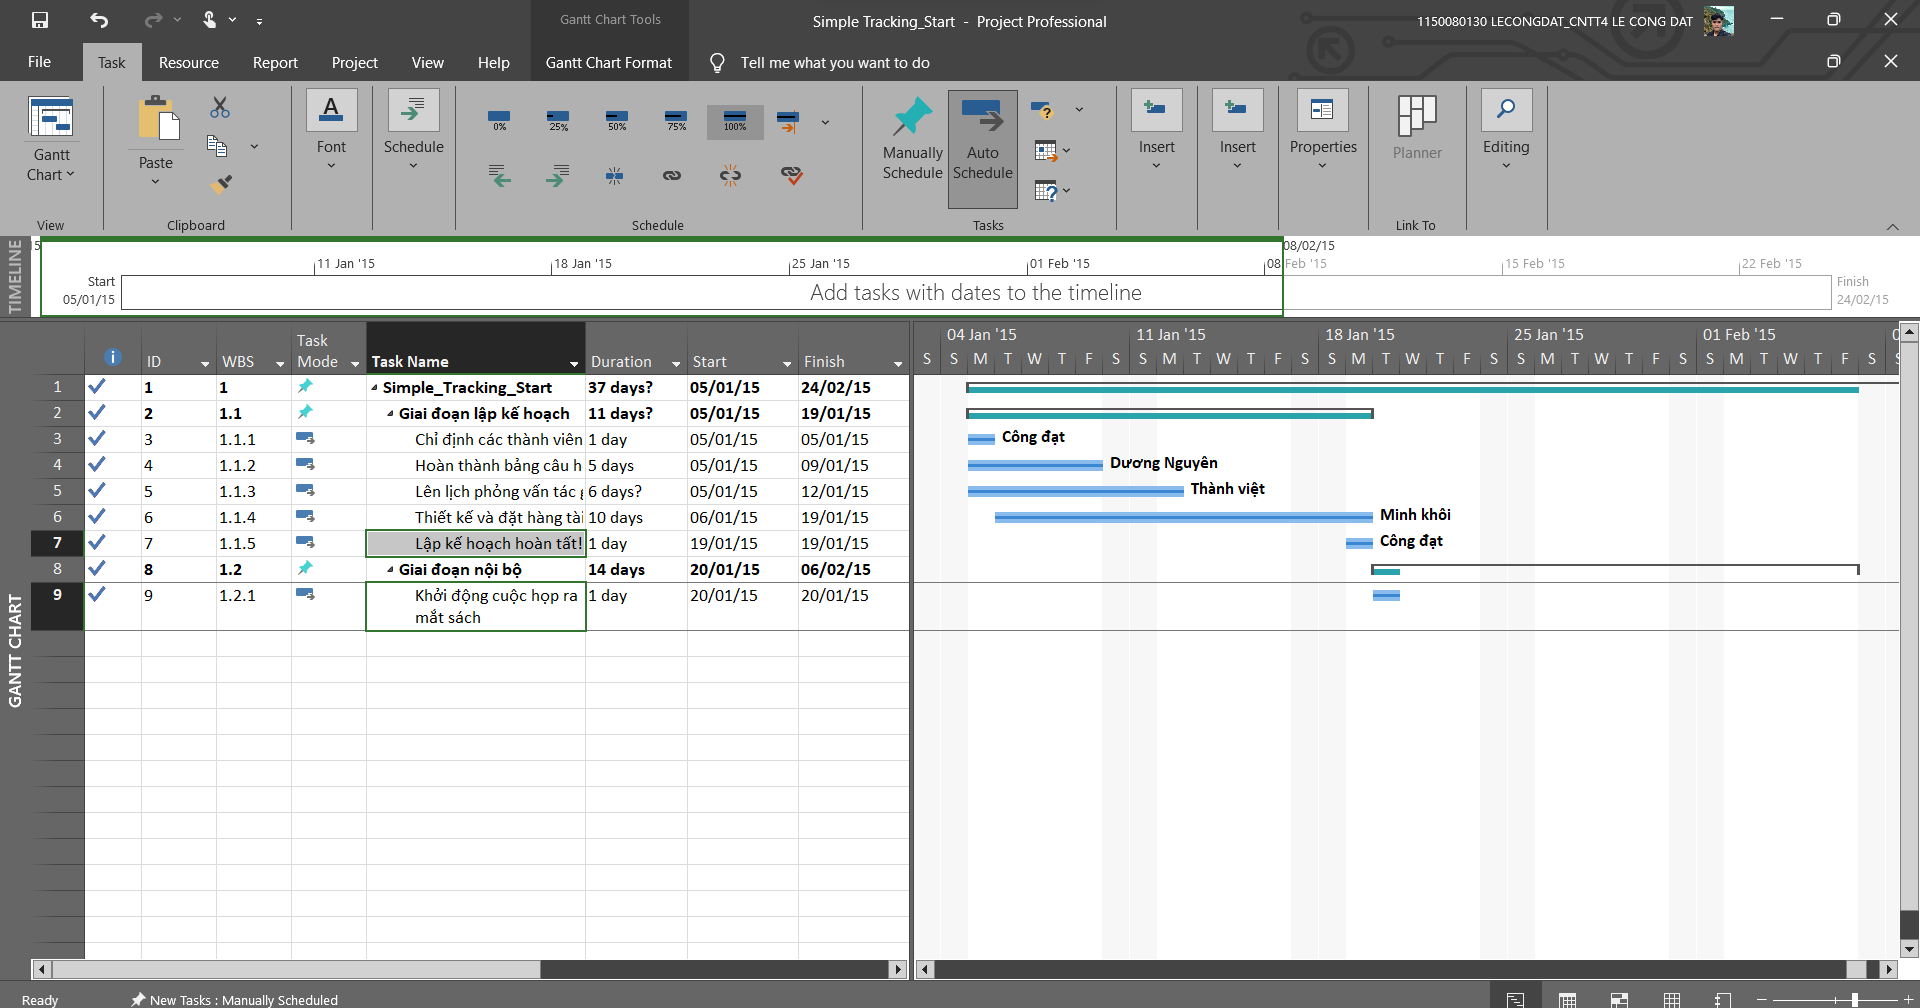 Gantt Chart Tools
Simple Tracking_Start - Project Professional
1150080130 LECONGDAT_CNTT4 LE CONG DAT
File Task Resource Report Project View Help Gantt Chart Format Tell me what you want to do
Gantt Chart
View
Paste
Clipboard
Font
Schedule
0% 25% 50% 75% 100%
Schedule
Manually Schedule
Auto Schedule
Tasks
Insert
Insert
Properties
Planner
Link To
Editing
TIMELINE
08/02/15
11 Jan '15 18 Jan '15 25 Jan '15 01 Feb '15 08 Feb '15 15 Feb '15 22 Feb '15
Start
05/01/15
Add tasks with dates to the timeline
Finish
24/02/15
GANTT CHART
ID WBS Task Mode Task Name Duration Start Finish
1 1 1 Simple_Tracking_Start 37 days? 05/01/15 24/02/15
2 2 1.1 Giai đoạn lập kế hoạch 11 days? 05/01/15 19/01/15
3 3 1.1.1 Chỉ định các thành viên 1 day 05/01/15 05/01/15
4 4 1.1.2 Hoàn thành bảng câu h 5 days 05/01/15 09/01/15
5 5 1.1.3 Lên lịch phỏng vấn tác g 6 days? 05/01/15 12/01/15
6 6 1.1.4 Thiết kế và đặt hàng tài 10 days 06/01/15 19/01/15
7 7 1.1.5 Lập kế hoạch hoàn tất! 1 day 19/01/15 19/01/15
8 8 1.2 Giai đoạn nội bộ 14 days 20/01/15 06/02/15
9 9 1.2.1 Khởi động cuộc họp ra 1 day 20/01/15 20/01/15
mắt sách
04 Jan '15 11 Jan '15 18 Jan '15 25 Jan '15 01 Feb '15
S S M T W T F S S M T W T F S S M T W T F S S M T W T F S S M T W T F S
Công đạt
Dương Nguyên
Thành việt
Minh khôi
Công đạt
Ready New Tasks : Manually Scheduled